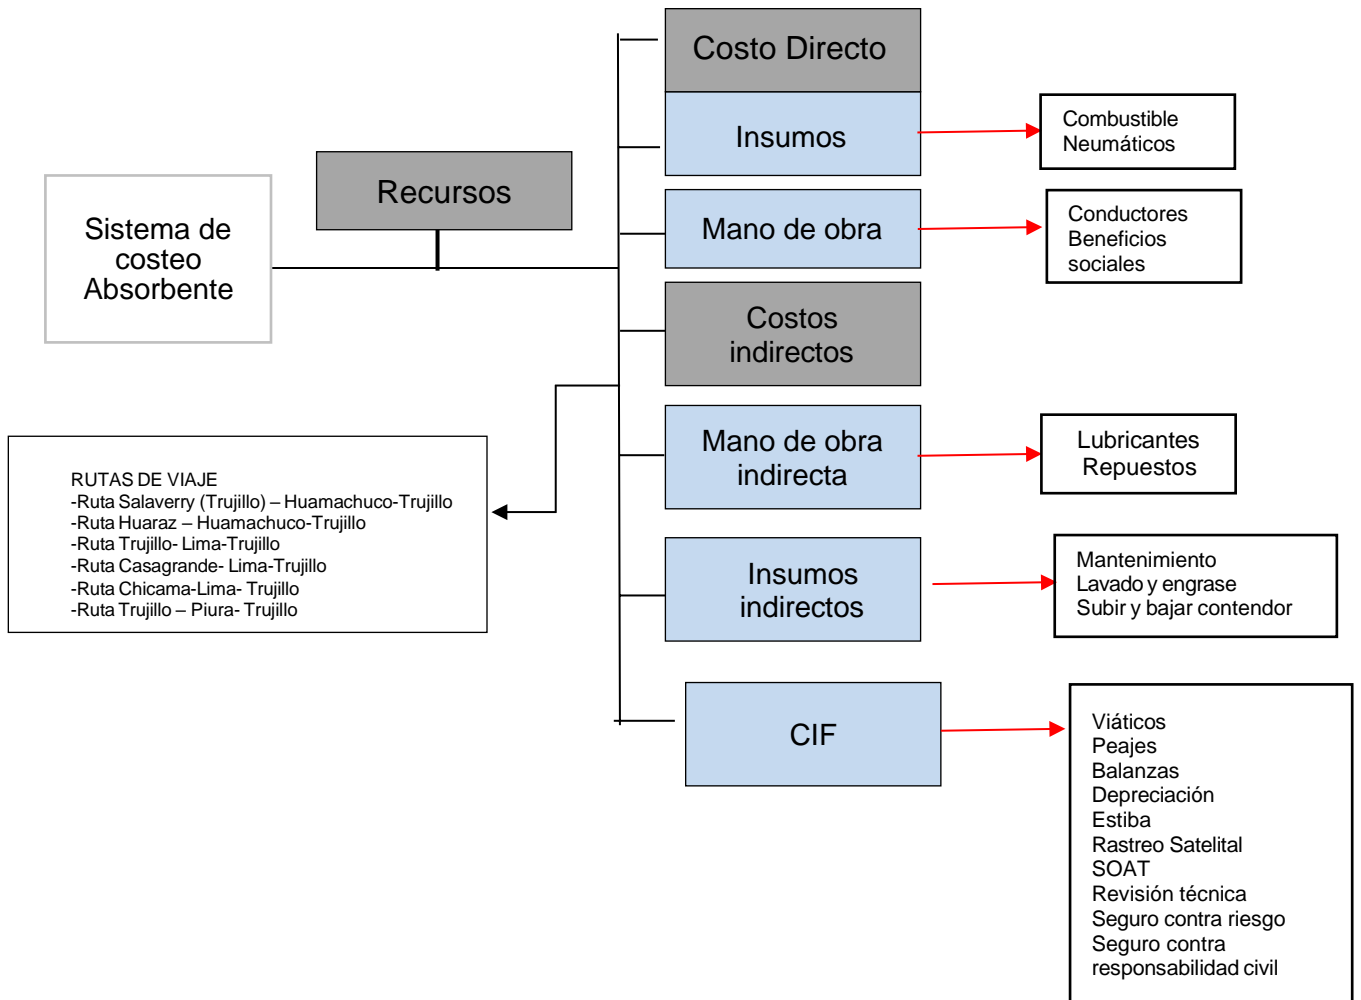 Costo Directo
Insumos
Combustible
Neumáticos
Recursos
Sistema de
costeo
Absorbente
Mano de obra
Conductores
Beneficios
sociales
Costos
indirectos
Mano de obra
indirecta
Lubricantes
Repuestos
RUTAS DE VIAJE
-Ruta Salaverry (Trujillo) – Huamachuco-Trujillo
-Ruta Huaraz – Huamachuco-Trujillo
-Ruta Trujillo- Lima-Trujillo
-Ruta Casagrande- Lima-Trujillo
-Ruta Chicama-Lima- Trujillo
-Ruta Trujillo – Piura- Trujillo
Insumos
indirectos
Mantenimiento
Lavado y engrase
Subir y bajar contendor
CIF
Viáticos
Peajes
Balanzas
Depreciación
Estiba
Rastreo Satelital
SOAT
Revisión técnica
Seguro contra riesgo
Seguro contra
responsabilidad civil